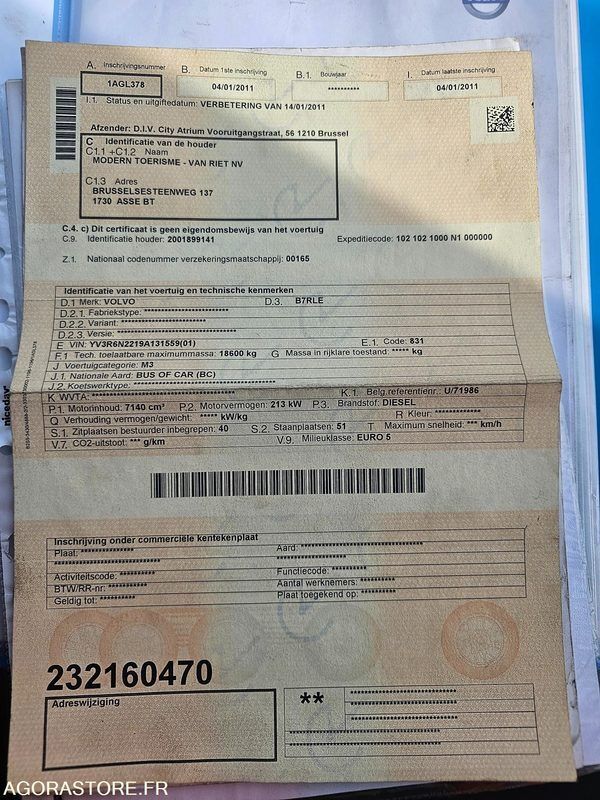 A. Inschrijvingsnummer B. Datum 1ste inschrijving B.1. Bouwjaar I. Datum laatste inschrijving
1AGL378 04/01/2011 ********** 04/01/2011
I.1. Status en uitgiftedatum: VERBETERING VAN 14/01/2011
Afzender: D.I.V. City Atrium Vooruitgangstraat, 56 1210 Brussel
C Identificatie van de houder
C1.1 +C1.2 Naam
MODERN TOERISME - VAN RIET NV
C1.3 Adres
BRUSSELSESTEENWEG 137
1730 ASSE BT
C.4. c) Dit certificaat is geen eigendomsbewijs van het voertuig
C.9. Identificatie houder: 2001899141 Expeditiecode: 102 102 1000 N1 000000
Z.1 Nationaal codenummer verzekeringsmaatschappij: 00165
Identificatie van het voertuig en technische kenmerken
D.1 Merk: VOLVO D.3. B7RLE
D.2.1. Fabriekstype: ********************
D.2.2. Variant: ********************
D.2.3. Versie: ******************************
E VIN: YV3R6N2219A131559(01) E.1. Code: 831
F.1 Tech. toelaatbare maximummassa: 18600 kg G Massa in rijklare toestand: ***** kg
J Voertuigcategorie: M3
J.1. Nationale Aard: BUS OF CAR (BC)
J.2. Koetswerktype: ******************************
K WVTA: ****************************** K.1. Belg.referentienr.: U/71986
P.1. Motorinhoud: 7140 cm³ P.2. Motorvermogen: 213 kW P.3. Brandstof: DIESEL
Q Verhouding vermogen/gewicht: ***** kW/kg R Kleur: **********
S.1. Zitplaatsen bestuurder inbegrepen: 40 S.2. Staanplaatsen: 51 T Maximum snelheid: *** km/h
V.7. CO2-uitstoot: *** g/km V.9. Milieuklasse: EURO 5
Inschrijving onder commerciële kentekenplaat
Plaat: ************ Aard: ******************************
******************** ********************
Activiteitscode: ******** Functiecode: **********
BTW/RR-nr: ********** Aantal werknemers: **********
Geldig tot: ********** Plaat toegekend op: **********
232160470
Adreswijziging
**
niceday
AGORASTORE.FR